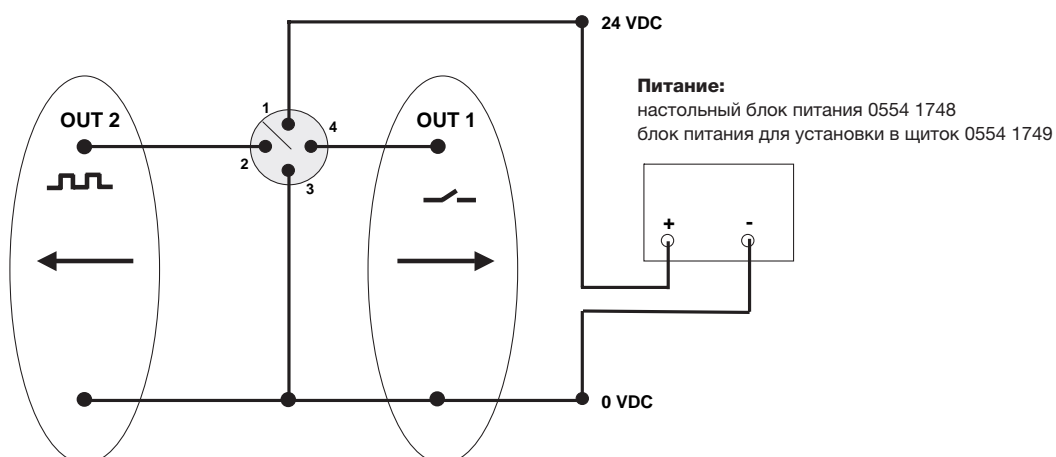 24 VDC
Питание:
настольный блок питания 0554 1748
блок питания для установки в щиток 0554 1749
OUT 2
1
4
OUT 1
2
3
+ -
0 VDC